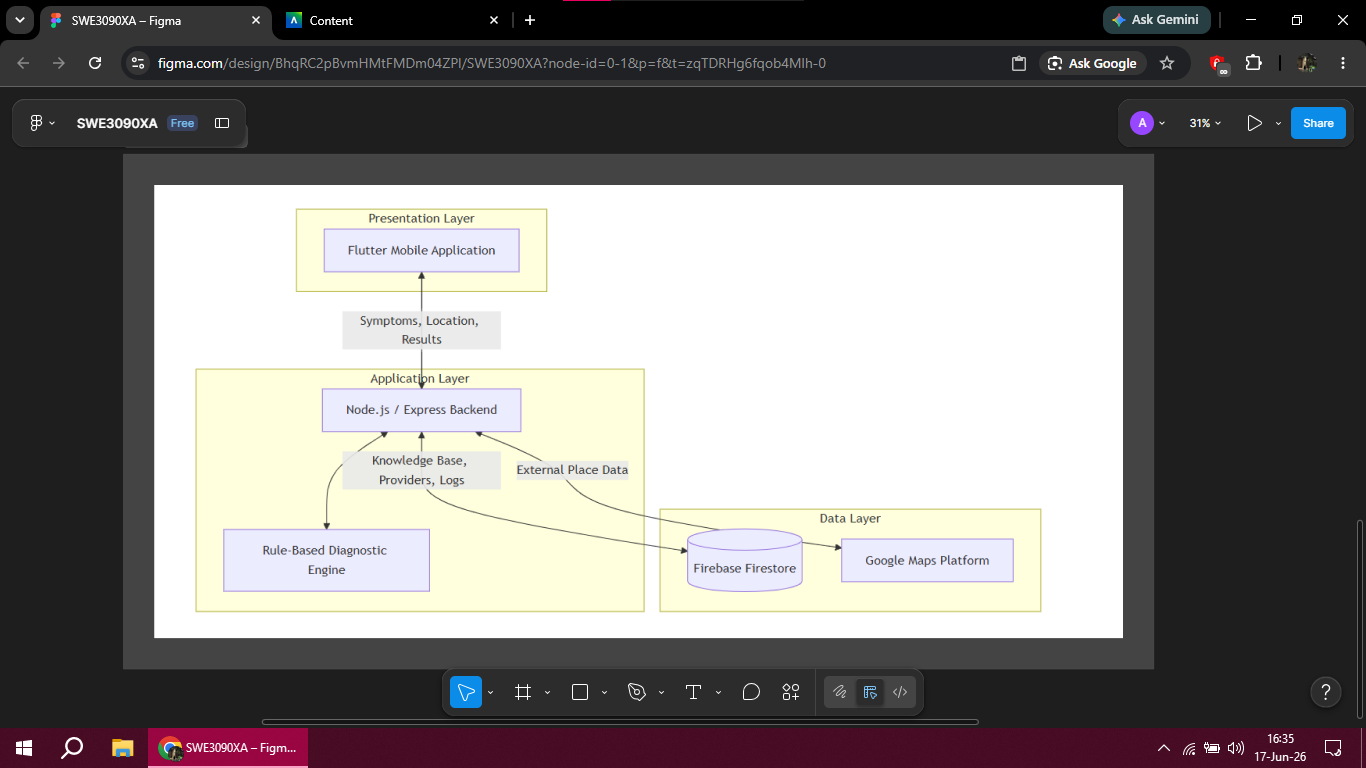 SWE3090XA – Figma
Content
Ask Gemini
figma.com/design/BhqRC2pBvmHMtFMDm04ZPI/SWE3090XA?node-id=0-1&p=f&t=zqTDRHg6fqob4Mlh-0
Ask Google
SWE3090XA
Free
A
31%
Share
Presentation Layer
Flutter Mobile Application
Symptoms, Location,
Results
Application Layer
Node.js / Express Backend
Knowledge Base,
Providers, Logs
External Place Data
Rule-Based Diagnostic
Engine
Data Layer
Firebase Firestore
Google Maps Platform
SWE3090XA – Figm...
16:35
17-Jun-26